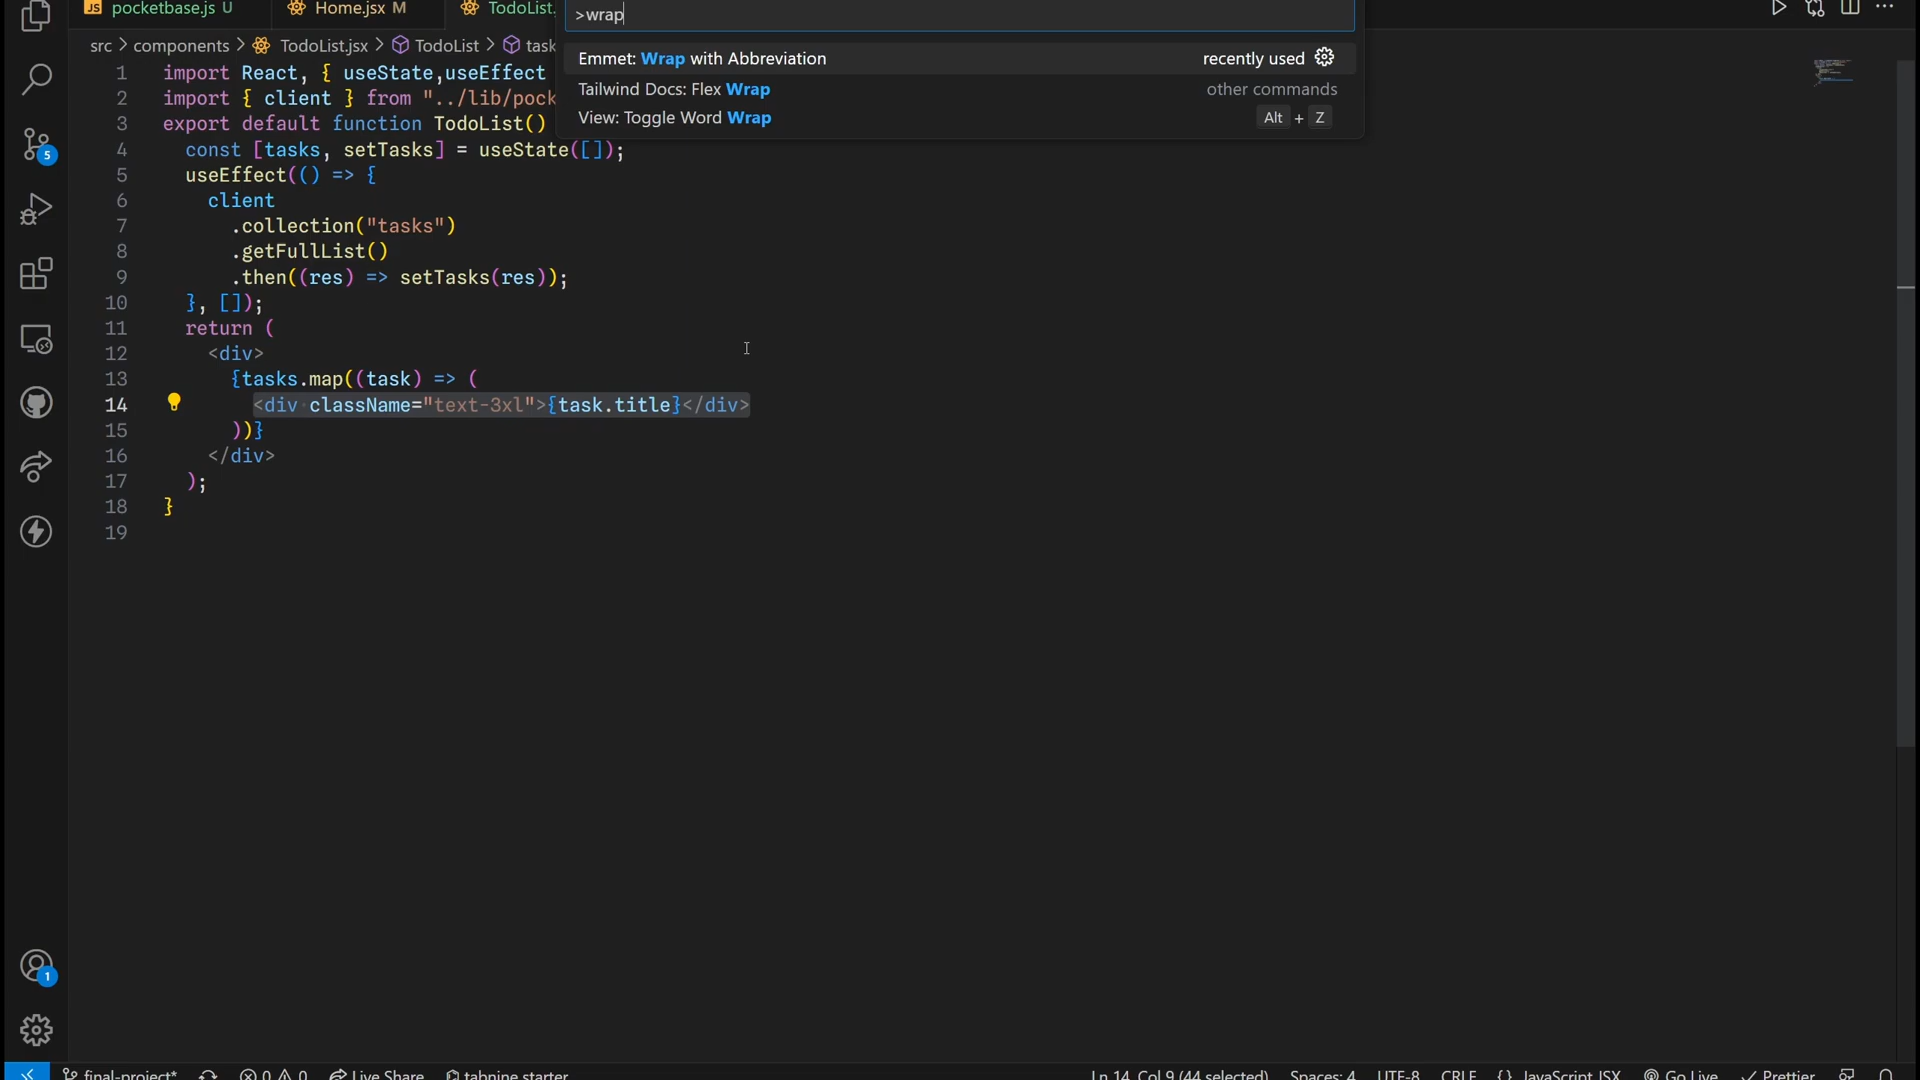 pocketbase.js U
Home.jsx M
TodoList.
>wrap
src > components > TodoList.jsx > TodoList > task
Emmet: Wrap with Abbreviation
recently used
Tailwind Docs: Flex Wrap
other commands
View: Toggle Word Wrap
Alt + Z
1 import React, { useState,useEffect
2 import { client } from "../lib/pock
3 export default function TodoList()
4 const [tasks, setTasks] = useState([]);
5 useEffect(() => {
6 client
7 .collection("tasks")
8 .getFullList()
9 .then((res) => setTasks(res));
10 }, []);
11 return (
12 <div>
13 {tasks.map((task) => (
14 <div className="text-3xl">{task.title}</div>
15 ))}
16 </div>
17 );
18 }
19
5
1
final-project*
0 0
Live Share
tabnine starter
Ln 14, Col 9 (44 selected)
Spaces: 4
UTF-8
CRLF
{} JavaScript JSX
Go Live
Prettier